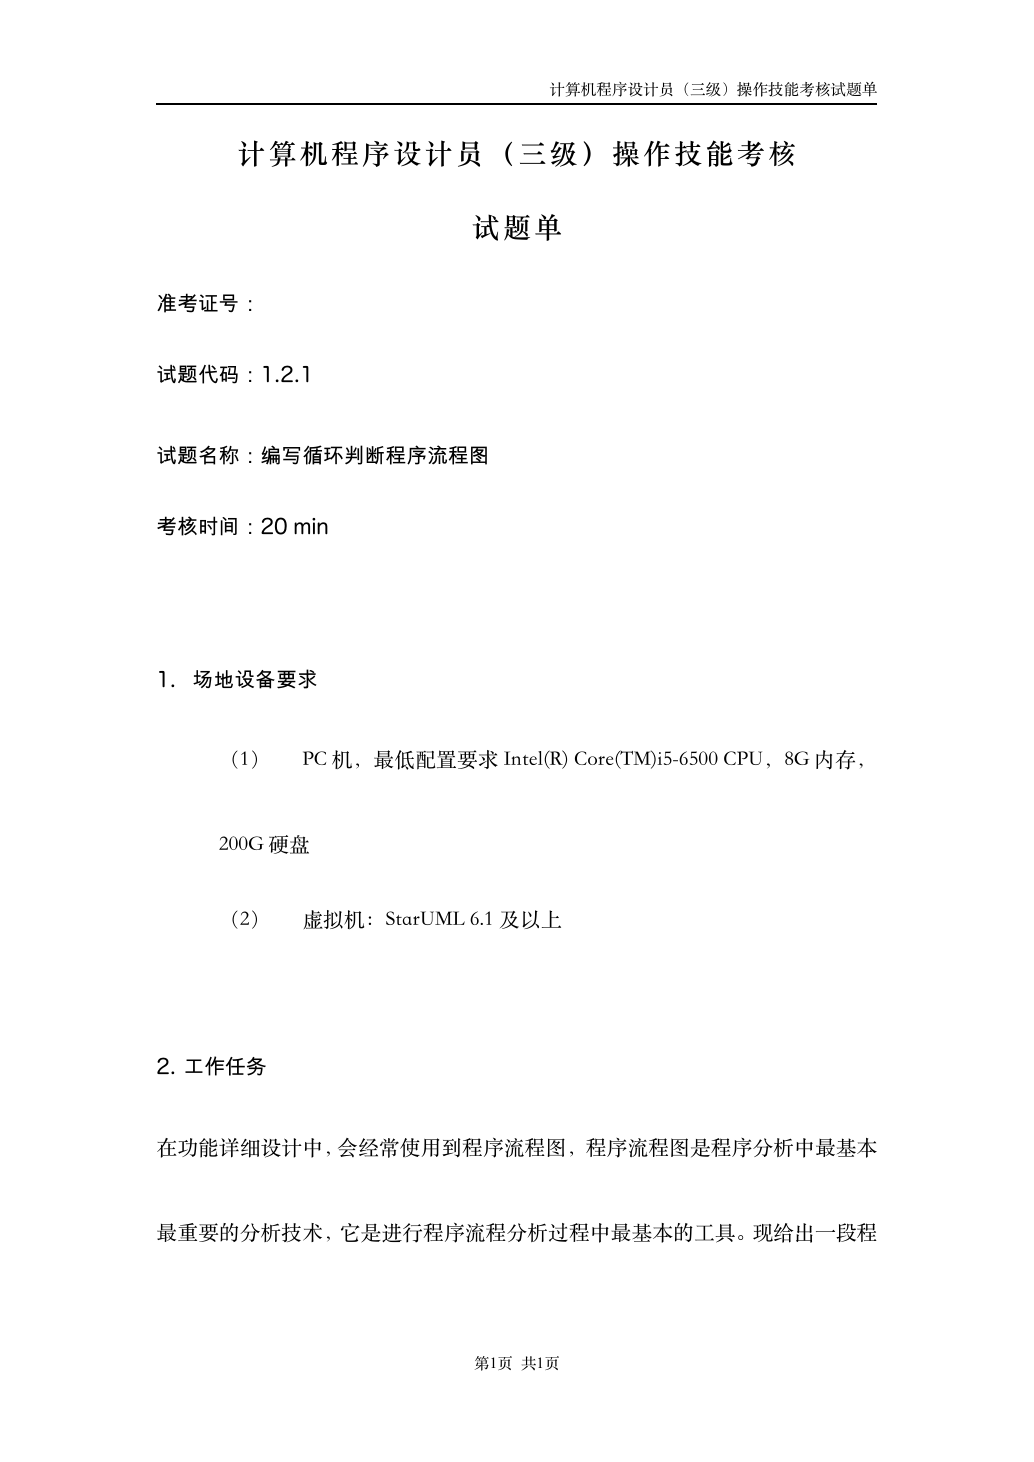 计算机程序设计员（三级）操作技能考核试题单
计算机程序设计员（三级）操作技能考核
试题单
准考证号：
试题代码：1.2.1
试题名称：编写循环判断程序流程图
考核时间：20 min
1. 场地设备要求
（1） PC 机，最低配置要求 Intel(R) Core(TM)i5-6500 CPU，8G 内存，
200G 硬盘
（2） 虚拟机：StarUML 6.1 及以上
2. 工作任务
在功能详细设计中，会经常使用到程序流程图，程序流程图是程序分析中最基本
最重要的分析技术，它是进行程序流程分析过程中最基本的工具。现给出一段程
第1页 共1页